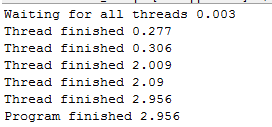 Waiting for all threads 0.003
Thread finished 0.277
Thread finished 0.306
Thread finished 2.009
Thread finished 2.09
Thread finished 2.956
Program finished 2.956